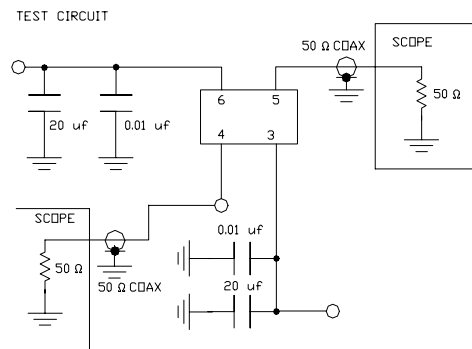 TEST CIRCUIT
50 Ω COAX
SCOPE
6 5
50 Ω
20 uf
0.01 uf
4 3
SCOPE
0.01 uf
50 Ω
50 Ω COAX
20 uf